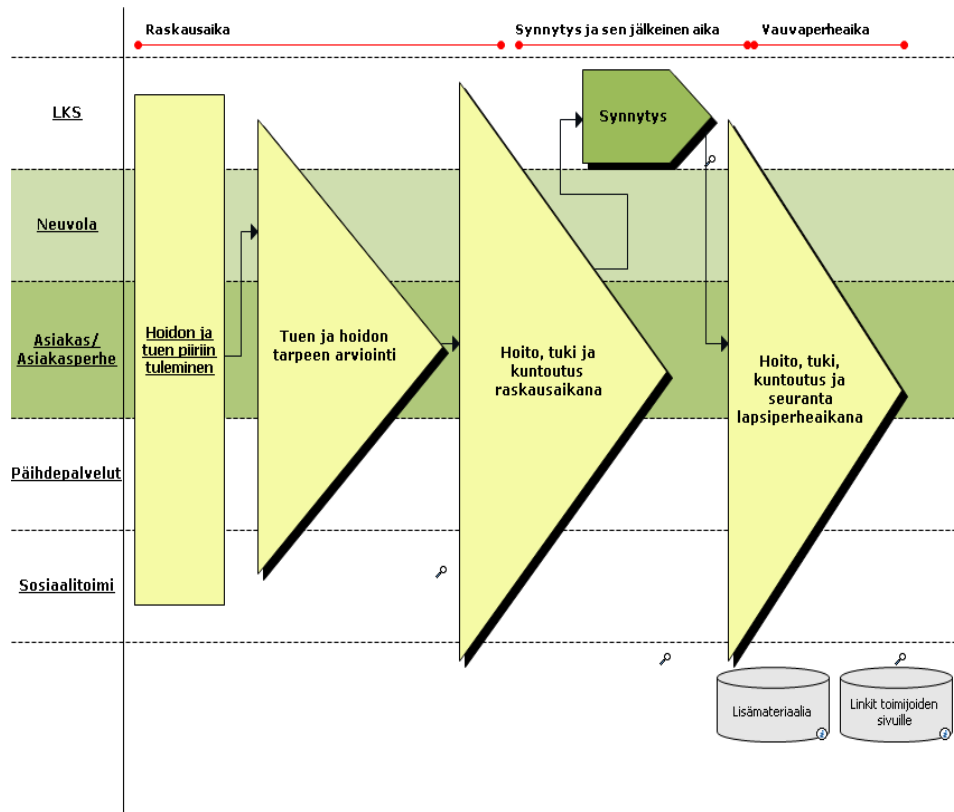 Raskausaika
Synnytys ja sen jälkeinen aika
Vauvaperheaika
LKS
Synnytys
Neuvola
Asiakas/
Asiakasperhe
Hoidon ja
tuen piiriin
tuleminen
Tuen ja hoidon
tarpeen arviointi
Hoito, tuki ja
kuntoutus
raskausaikana
Hoito, tuki,
kuntoutus ja
seuranta
lapsiperheaikana
Päihdepalvelut
Sosiaalitoimi
Lisämateriaalia
Linkit toimijoiden
sivuille